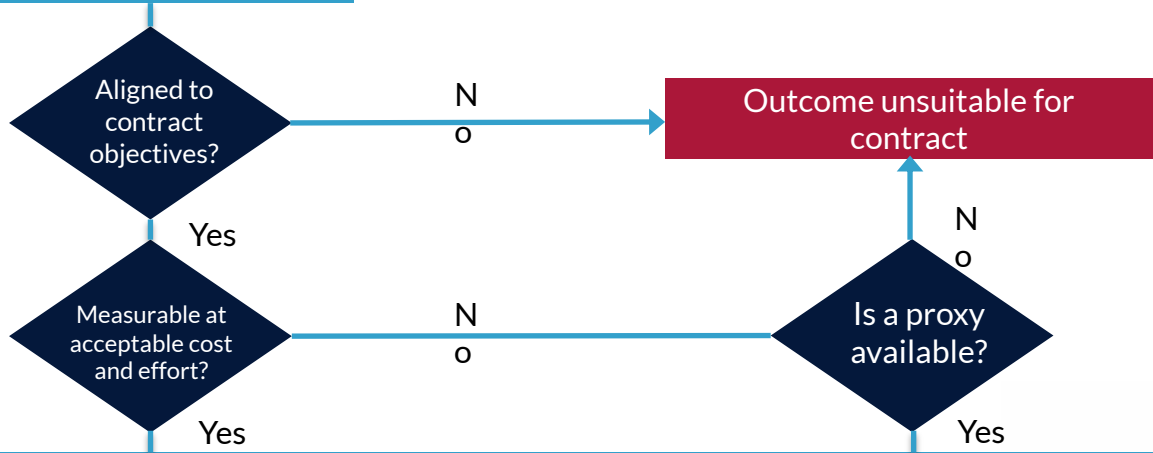 Aligned to
contract
objectives?
N
o
Outcome unsuitable for
contract
Yes
N
o
Measurable at
acceptable cost
and effort?
N
o
Is a proxy
available?
Yes
Yes